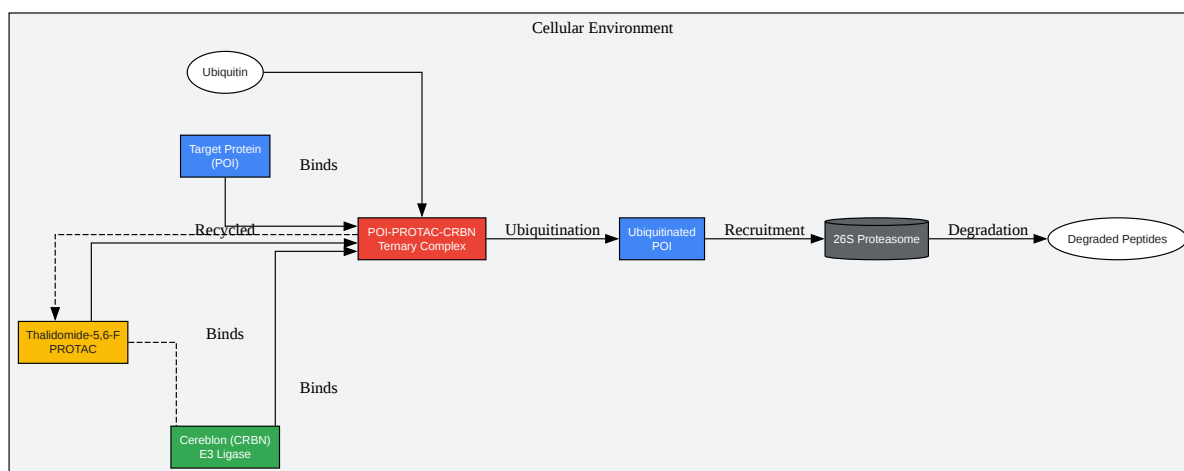 Cellular Environment
Ubiquitin
Target Protein
(POI)
Binds
Recycled
POI-PROTAC-CRBN
Ternary Complex
Ubiquitination
Ubiquitinated
POI
Recruitment
26S Proteasome
Degradation
Degraded Peptides
Thalidomide-5,6-F
PROTAC
Binds
Binds
Cereblon (CRBN)
E3 Ligase